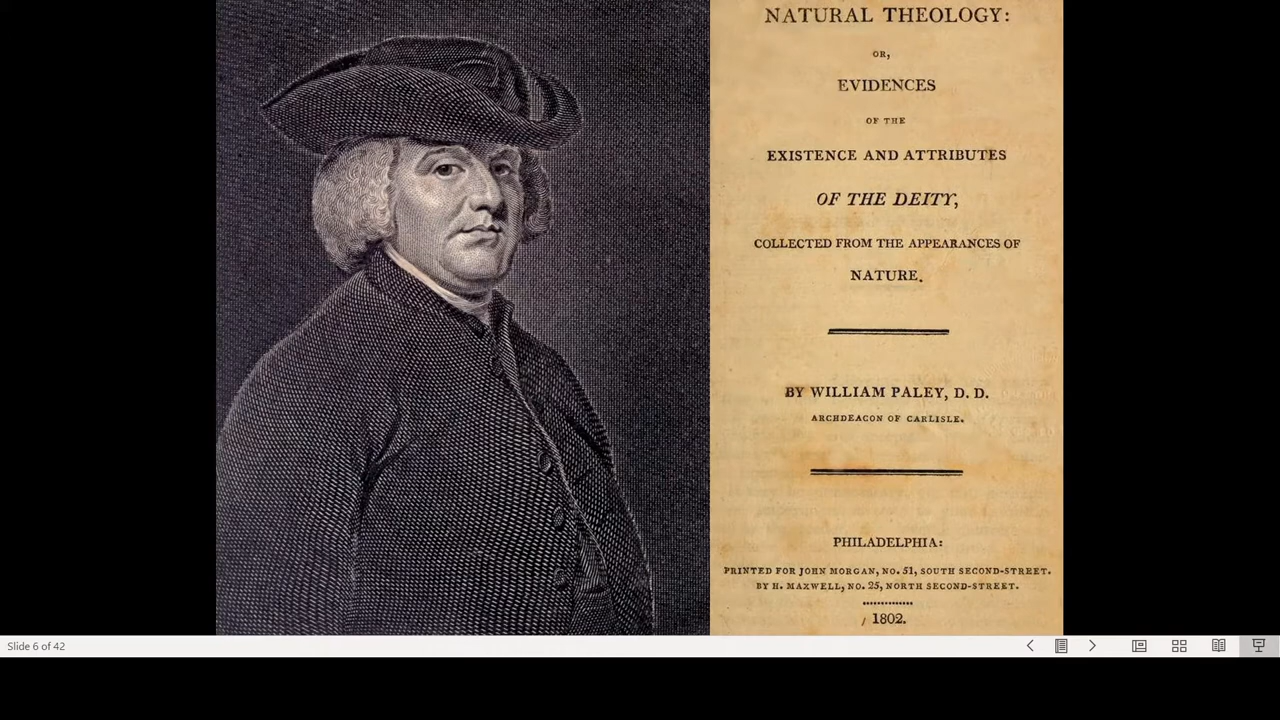 NATURAL THEOLOGY:
OR,
EVIDENCES
OF THE
EXISTENCE AND ATTRIBUTES
OF THE DEITY,
COLLECTED FROM THE APPEARANCES OF
NATURE.
BY WILLIAM PALEY, D. D.
ARCHDEACON OF CARLISLE.
PHILADELPHIA:
PRINTED FOR JOHN MORGAN, NO. 51, SOUTH SECOND-STREET.
BY H. MAXWELL, NO. 25, NORTH SECOND-STREET.
1802.
Slide 6 of 42